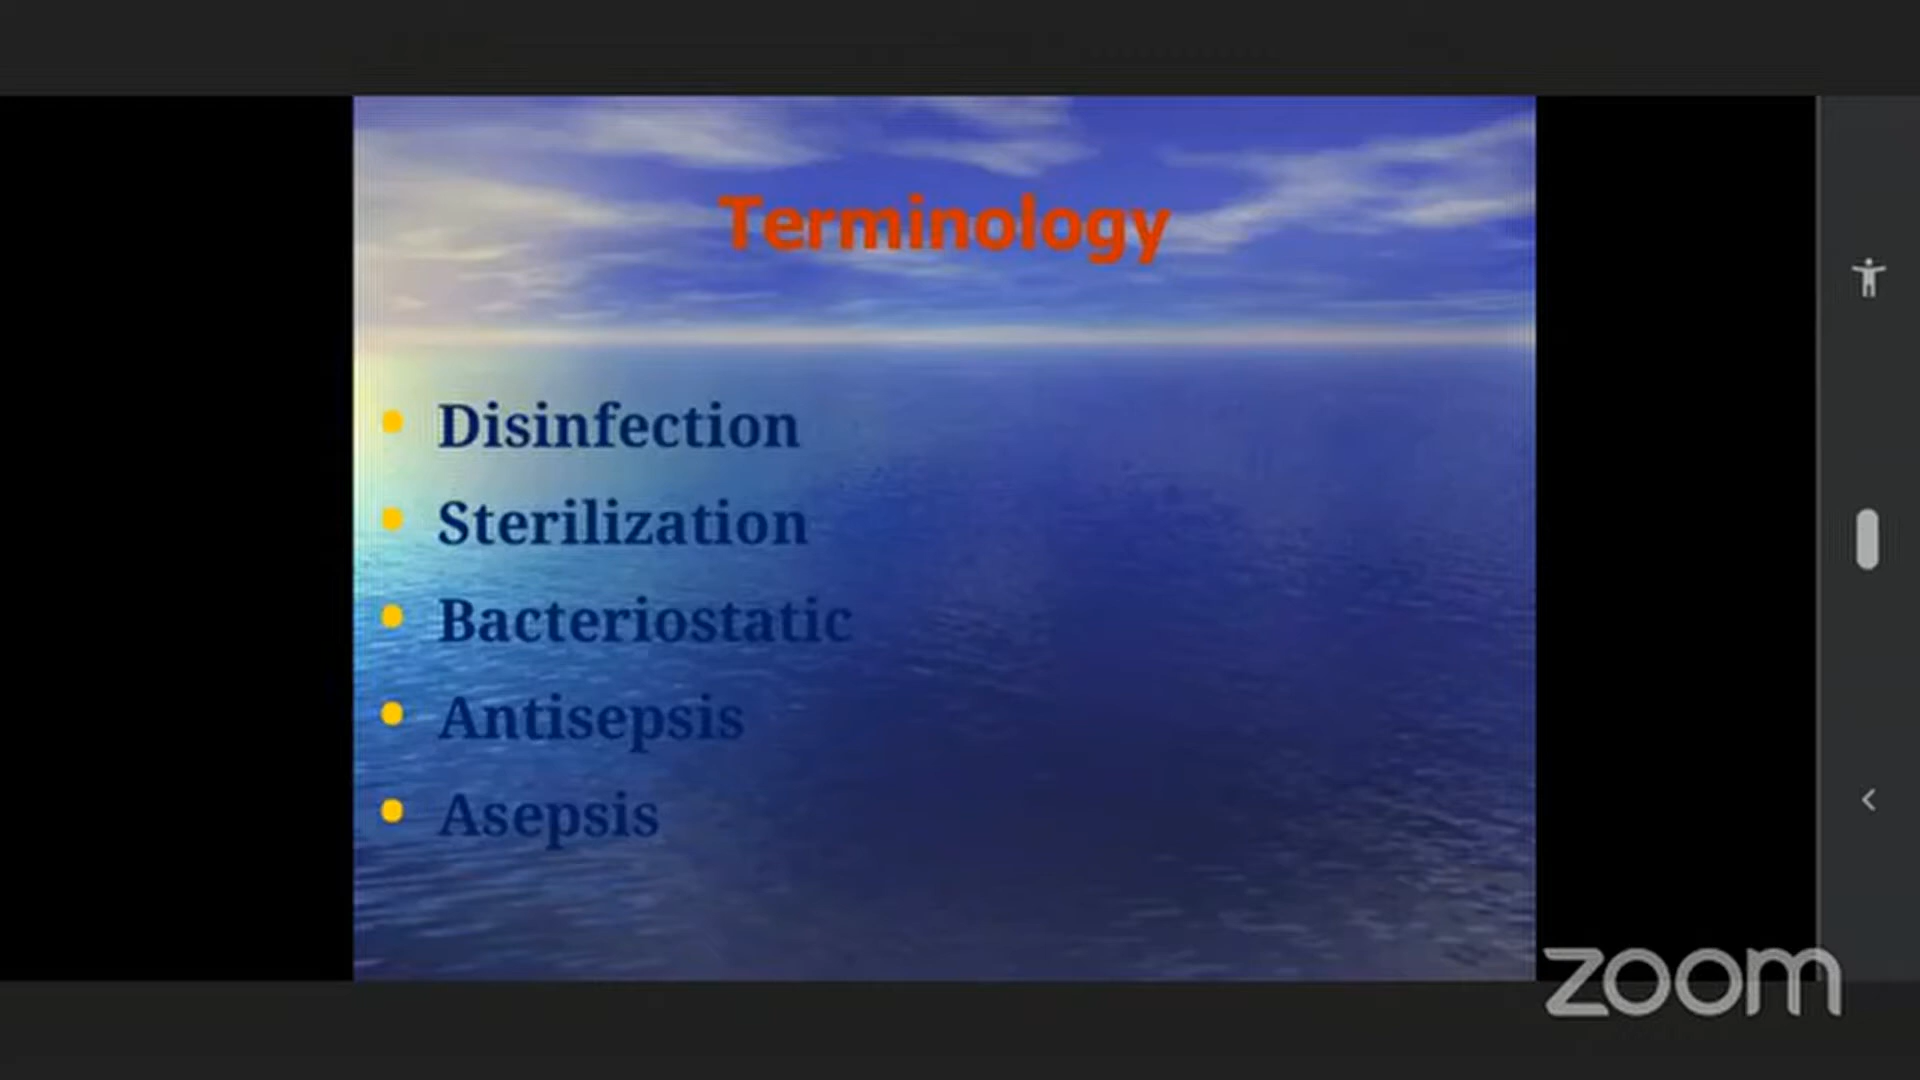 Terminology
Disinfection
Sterilization
Bacteriostatic
Antisepsis
Asepsis
zoom